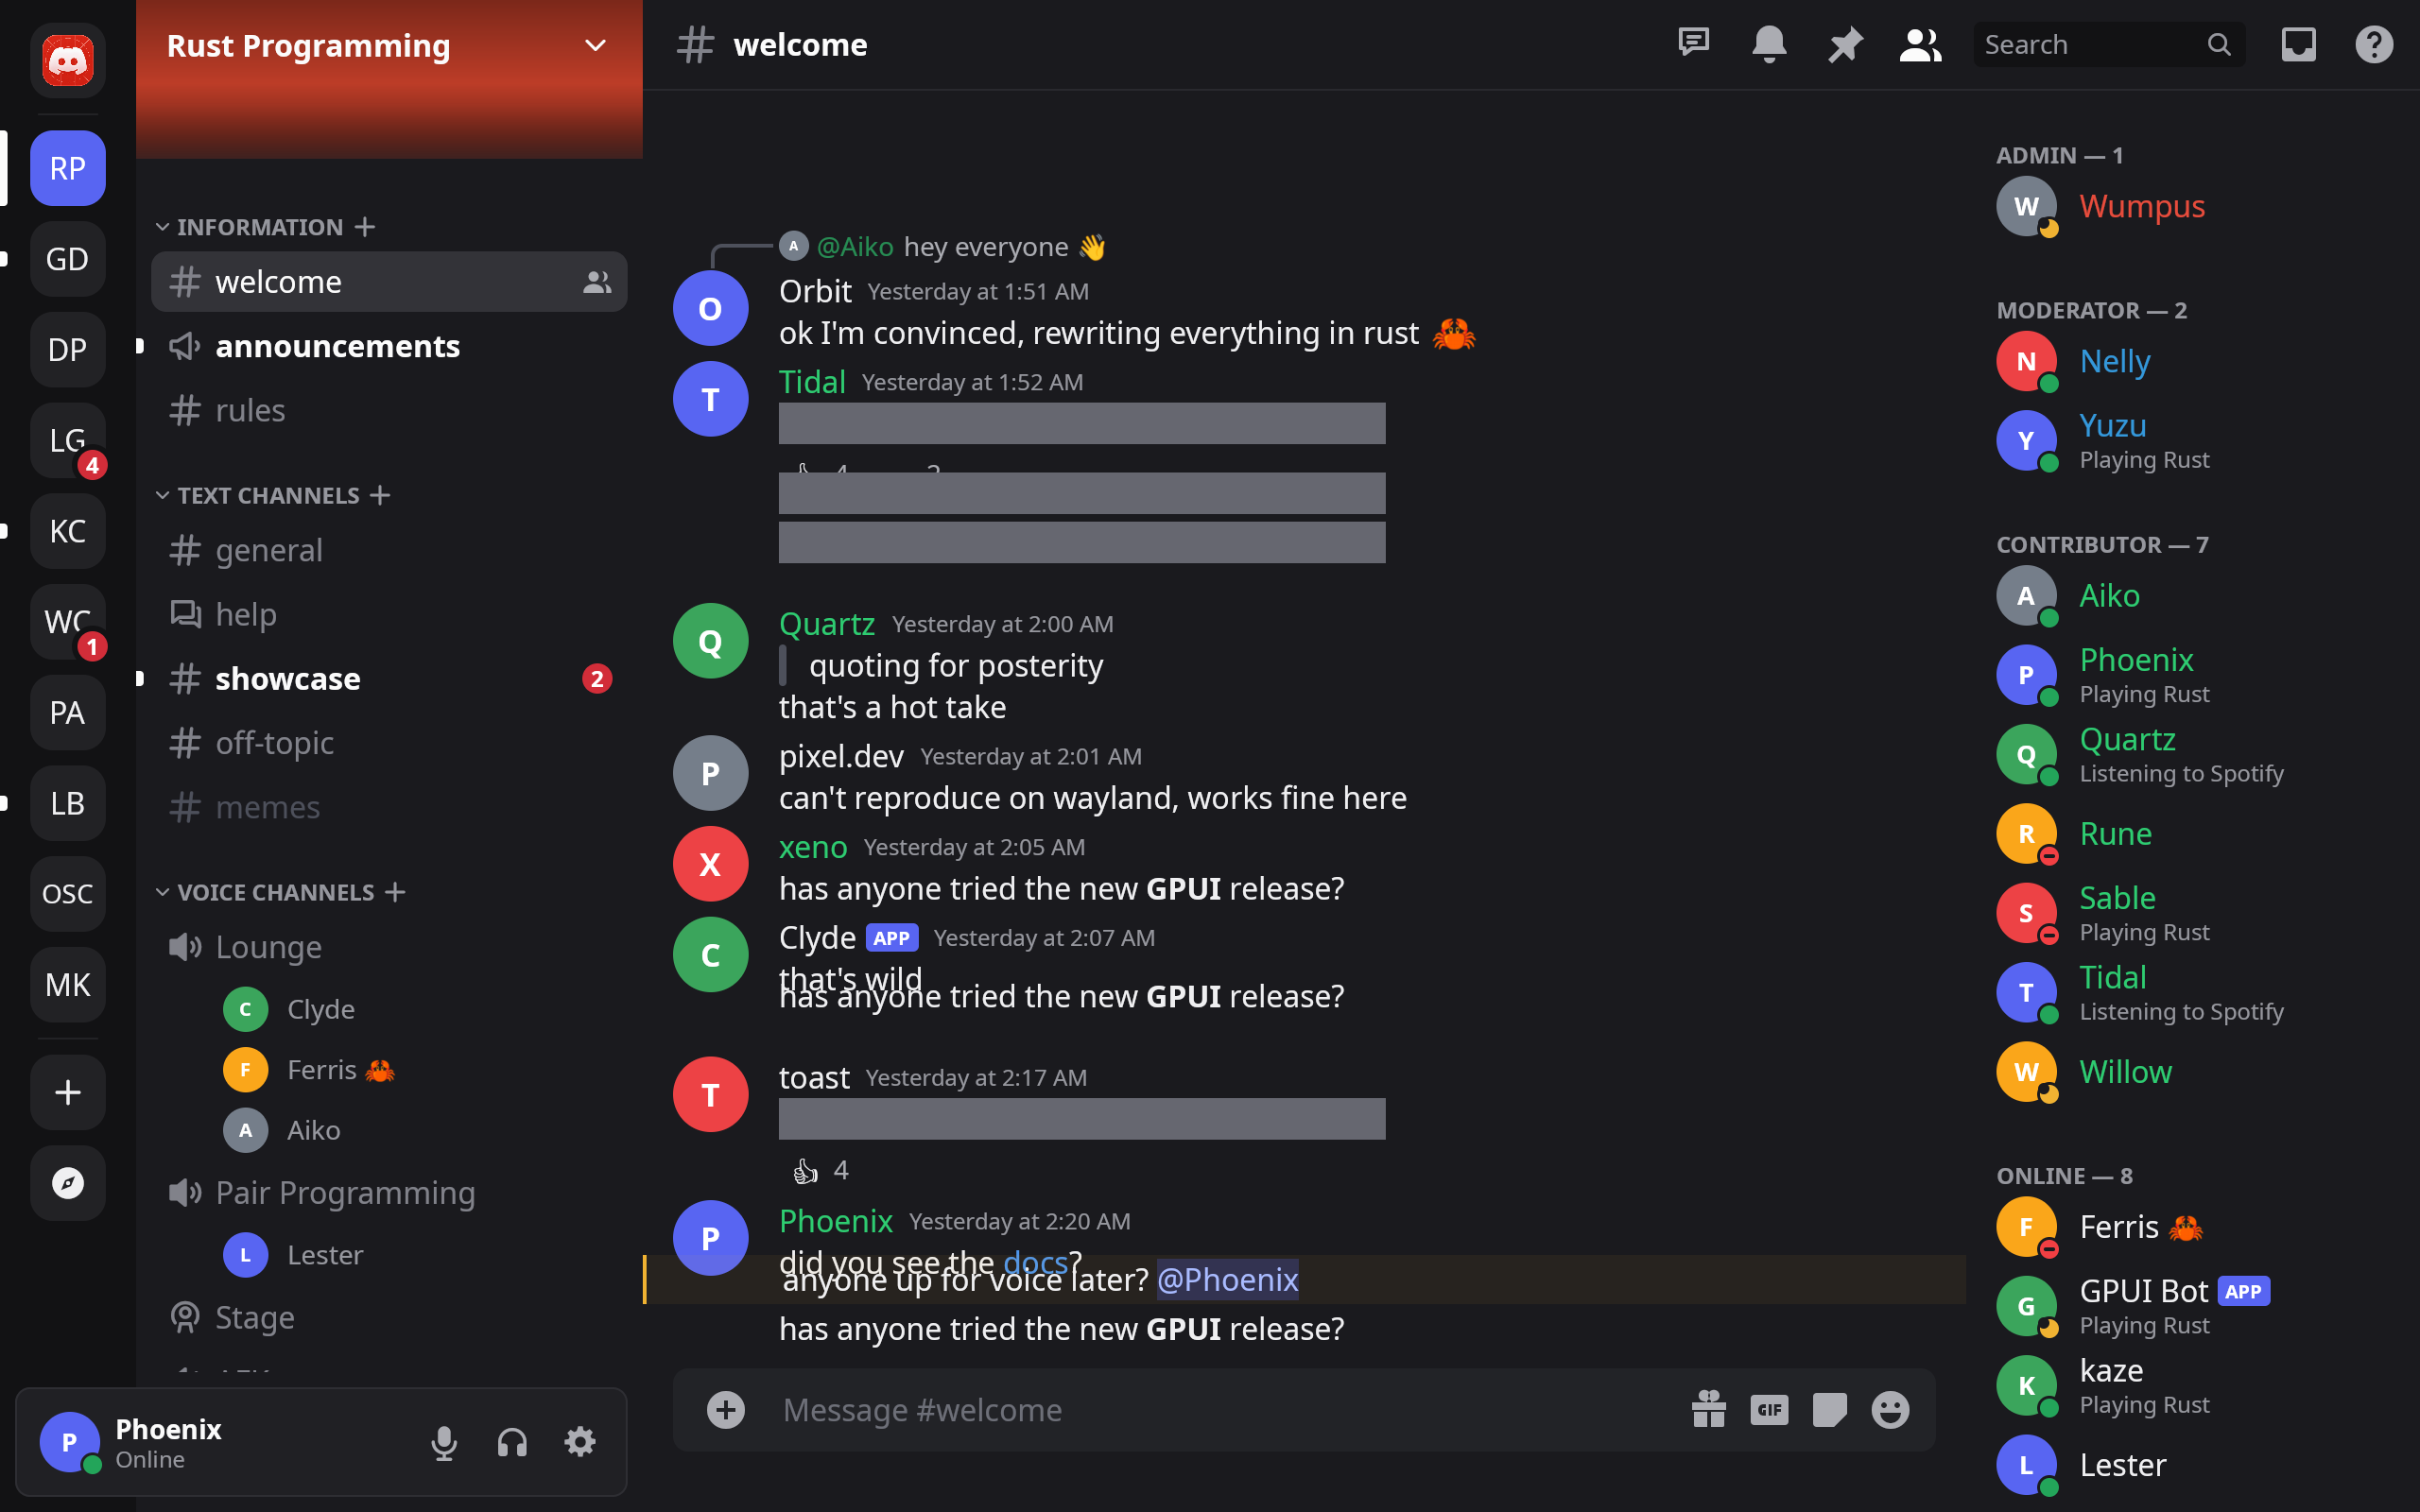 Rust Programming
RP
GD
DP
LG
4
KC
WC
1
PA
LB
OSC
MK
INFORMATION
welcome
announcements
rules
TEXT CHANNELS
general
help
showcase
2
off-topic
memes
VOICE CHANNELS
Lounge
C Clyde
F Ferris 🦀
A Aiko
Pair Programming
L Lester
Stage
P Phoenix
Online
welcome
Search
A @Aiko hey everyone 👋
O Orbit Yesterday at 1:51 AM
ok I'm convinced, rewriting everything in rust 🦀
T Tidal Yesterday at 1:52 AM
Q Quartz Yesterday at 2:00 AM
quoting for posterity
that's a hot take
P pixel.dev Yesterday at 2:01 AM
can't reproduce on wayland, works fine here
X xeno Yesterday at 2:05 AM
has anyone tried the new GPUI release?
C Clyde APP Yesterday at 2:07 AM
that's wild
has anyone tried the new GPUI release?
T toast Yesterday at 2:17 AM
👍 4
P Phoenix Yesterday at 2:20 AM
did you see the docs?
anyone up for voice later? @Phoenix
has anyone tried the new GPUI release?
Message #welcome
GIF
ADMIN — 1
W Wumpus
MODERATOR — 2
N Nelly
Y Yuzu
Playing Rust
CONTRIBUTOR — 7
A Aiko
P Phoenix
Playing Rust
Q Quartz
Listening to Spotify
R Rune
S Sable
Playing Rust
T Tidal
Listening to Spotify
W Willow
ONLINE — 8
F Ferris 🦀
G GPUI Bot APP
Playing Rust
K kaze
Playing Rust
L Lester